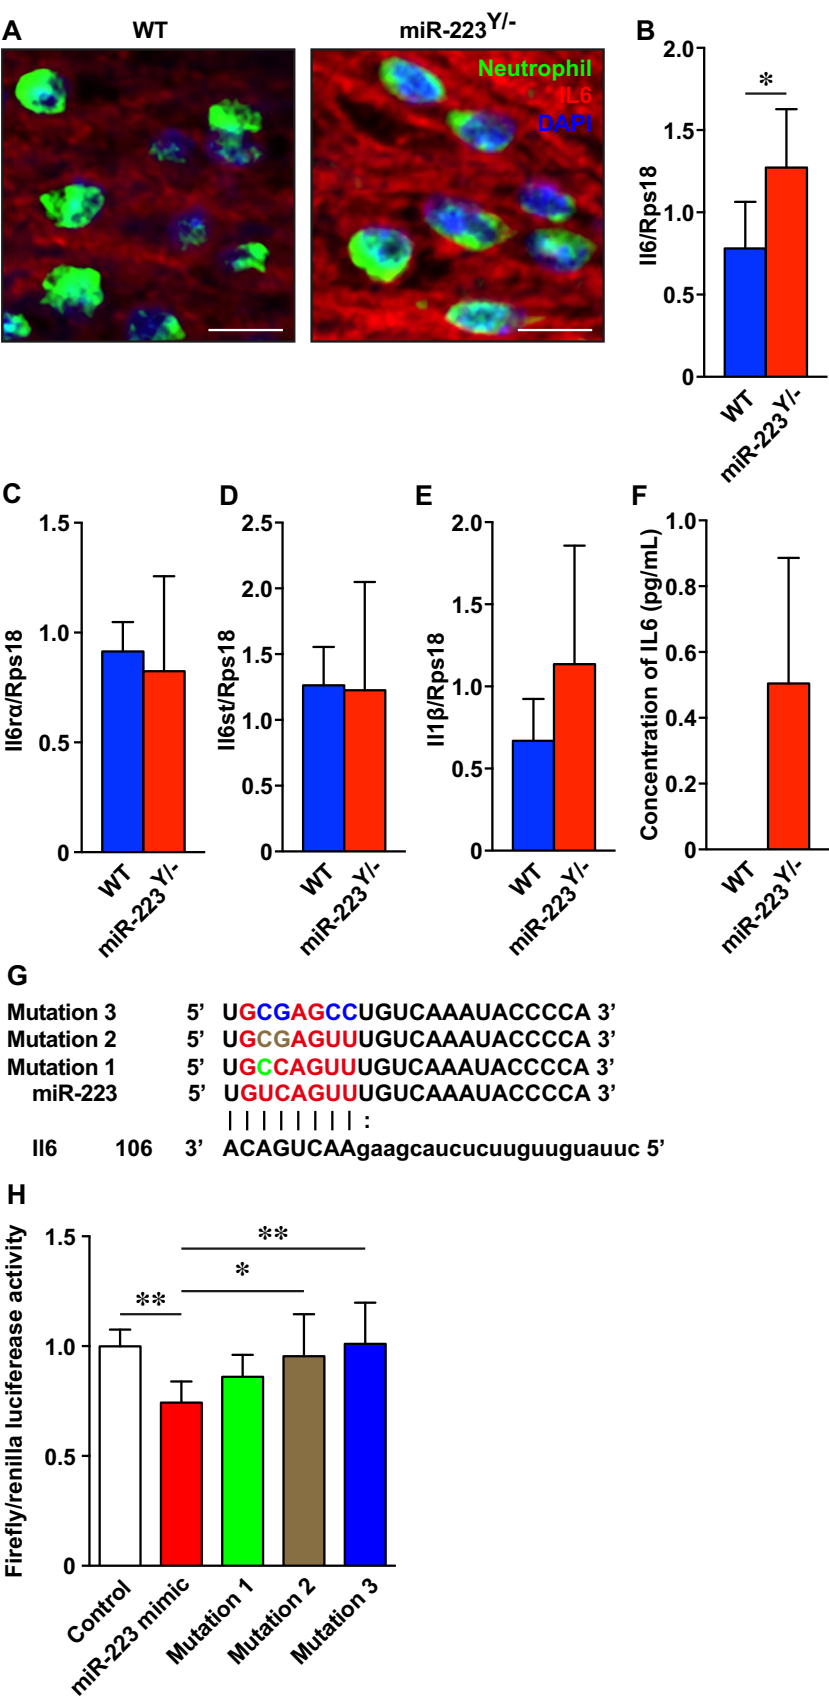 A WT miR-223Y/- B
Neutrophil
IL6
DAPI
2.0
1.5
1.0
0.5
0
*
Il6/Rps18
WT
miR-223Y/-
C
1.5
1.0
0.5
0
Il6rα/Rps18
WT
miR-223Y/-
D
2.5
2.0
1.5
1.0
0.5
0
Il6st/Rps18
WT
miR-223Y/-
E
2.0
1.5
1.0
0.5
0
Il1β/Rps18
WT
miR-223Y/-
F
1.0
0.8
0.6
0.4
0.2
0
Concentration of IL6 (pg/mL)
WT
miR-223Y/-
G
Mutation 3 5’ UGCGAGCCUGUCAAAUACCCCA 3’
Mutation 2 5’ UGCGAGUUUGUCAAAUACCCCA 3’
Mutation 1 5’ UGCCAGUUUGUCAAAUACCCCA 3’
miR-223 5’ UGUCAGUUUGUCAAAUACCCCA 3’
| | | | | | | | :
Il6 106 3’ ACAGUCAAgaagcaucucuuguuguauuc 5’
H
1.5
1.0
0.5
0
Firefly/renilla luciferease activity
**
*
**
Control
miR-223 mimic
Mutation 1
Mutation 2
Mutation 3